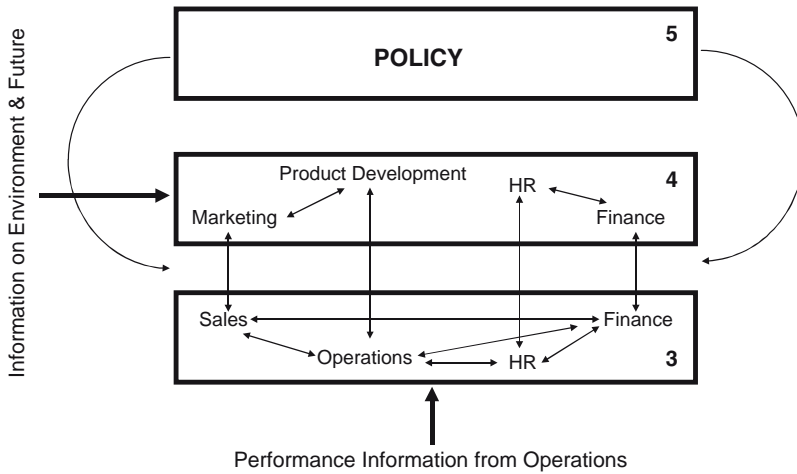 5
POLICY
Information on Environment & Future
Product Development
HR
4
Marketing
Finance
Sales
Finance
Operations
HR
3
Performance Information from Operations